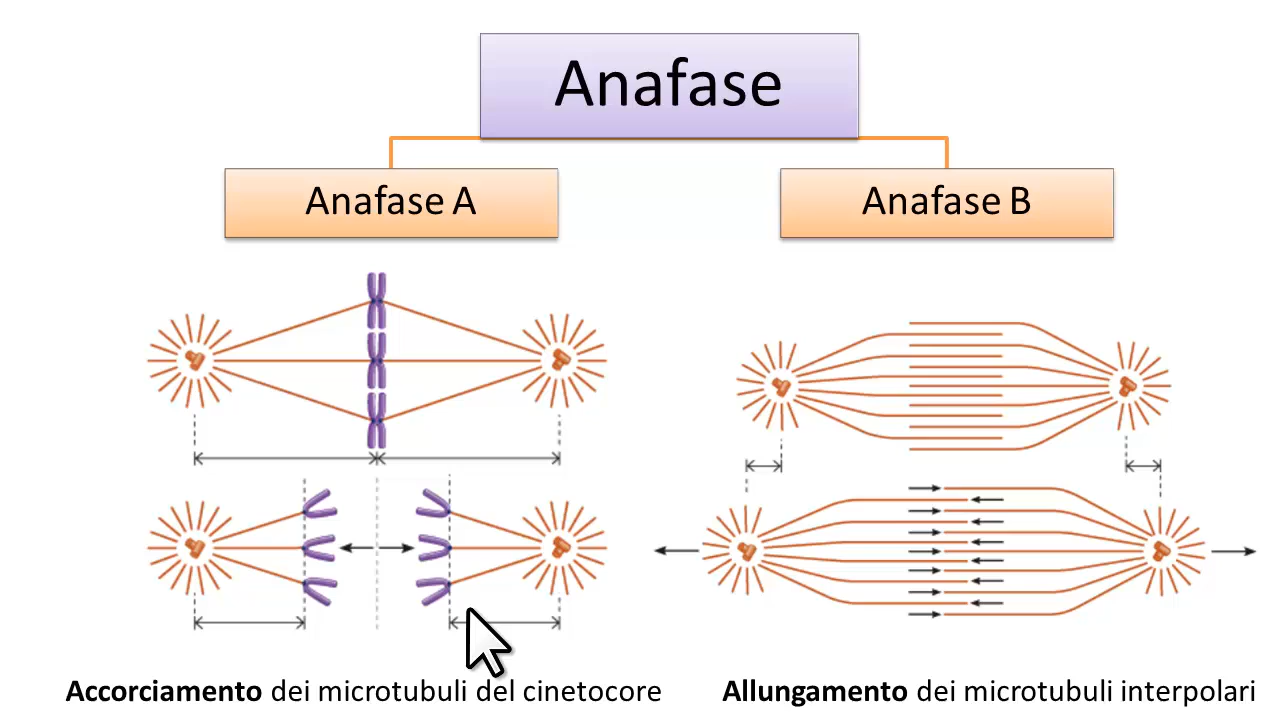 Anafase
Anafase A
Anafase B
Accorciamento dei microtubuli del cinetocore
Allungamento dei microtubuli interpolari